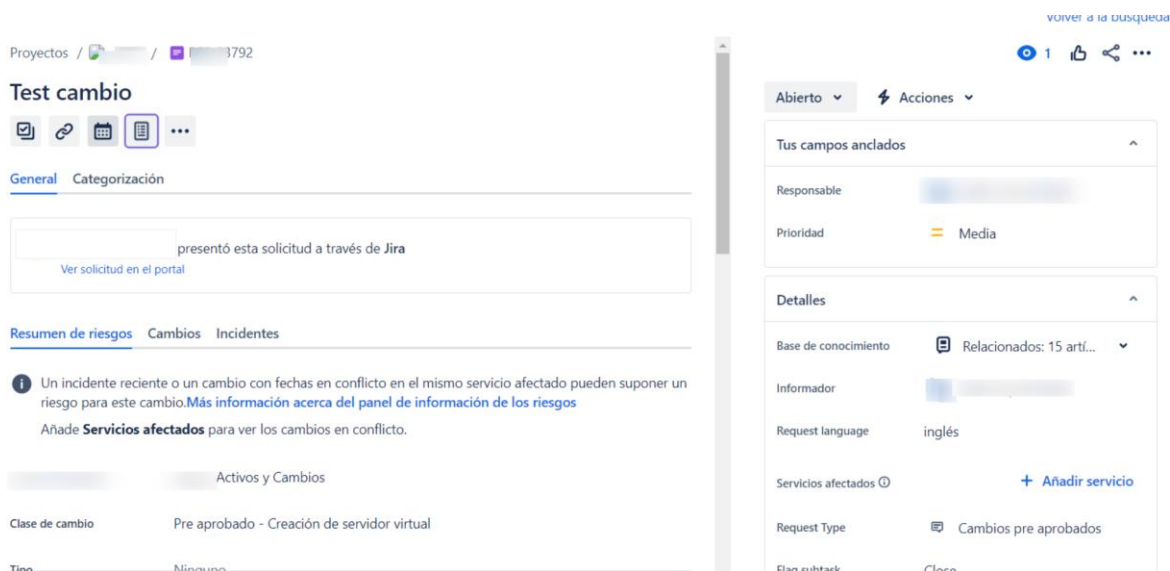 Volver a la búsqueda
Proyectos / / 3792
1
Test cambio
Abierto
Acciones
General Categorización
Tus campos anclados
Responsable
Prioridad Media
presentó esta solicitud a través de Jira
Ver solicitud en el portal
Detalles
Resumen de riesgos Cambios Incidentes
Base de conocimiento Relacionados: 15 artí...
Un incidente reciente o un cambio con fechas en conflicto en el mismo servicio afectado pueden suponer un
riesgo para este cambio.Más información acerca del panel de información de los riesgos
Añade Servicios afectados para ver los cambios en conflicto.
Informador
Request language inglés
Activos y Cambios
Servicios afectados + Añadir servicio
Clase de cambio Pre aprobado - Creación de servidor virtual
Request Type Cambios pre aprobados
Tipo Ninguno
Flag subtask Close